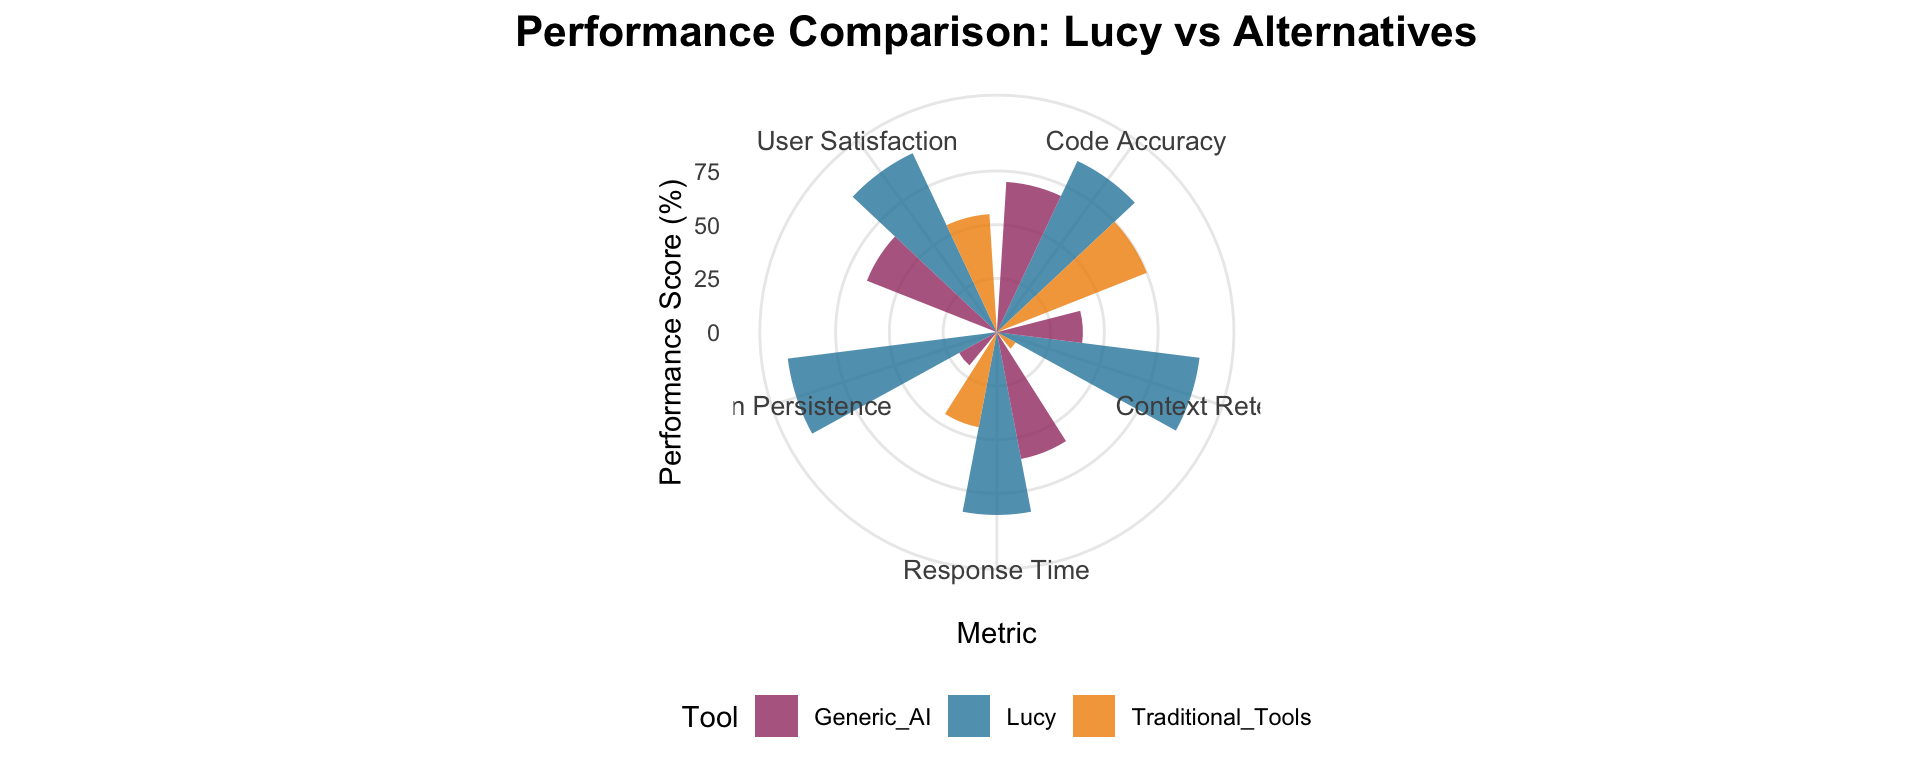 Performance Comparison: Lucy vs Alternatives
User Satisfaction
Code Accuracy
75
50
25
0
Performance Score (%)
n Persistence
Context Rete
Response Time
Metric
Tool
Generic_AI
Lucy
Traditional_Tools